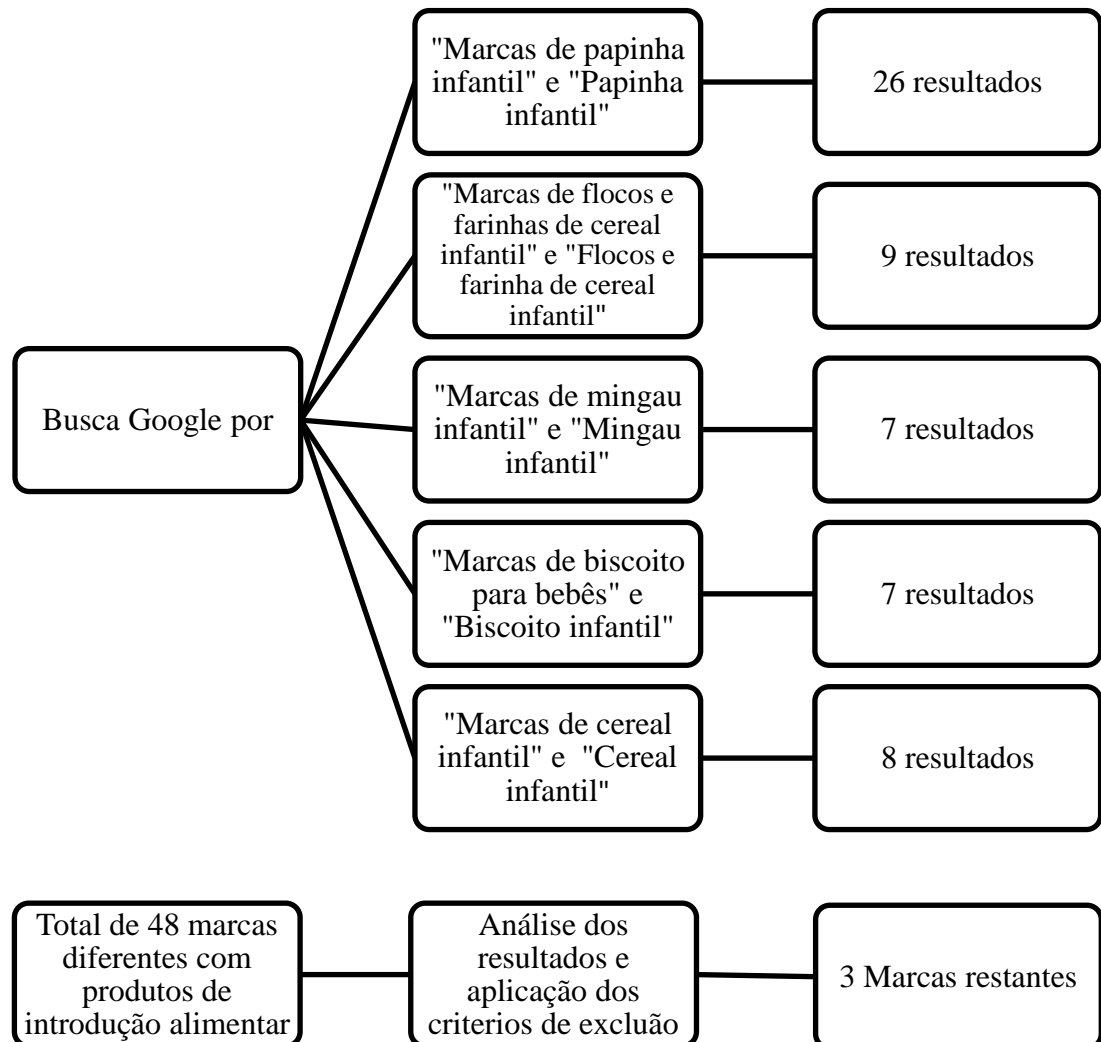 "Marcas de papinha
infantil" e "Papinha
infantil"
26 resultados
"Marcas de flocos e
farinhas de cereal
infantil" e "Flocos e
farinha de cereal
infantil"
9 resultados
Busca Google por
"Marcas de mingau
infantil" e "Mingau
infantil"
7 resultados
"Marcas de biscoito
para bebês" e
"Biscoito infantil"
7 resultados
"Marcas de cereal
infantil" e "Cereal
infantil"
8 resultados
Total de 48 marcas
diferentes com
produtos de
introdução alimentar
Análise dos
resultados e
aplicação dos
criterios de excluão
3 Marcas restantes